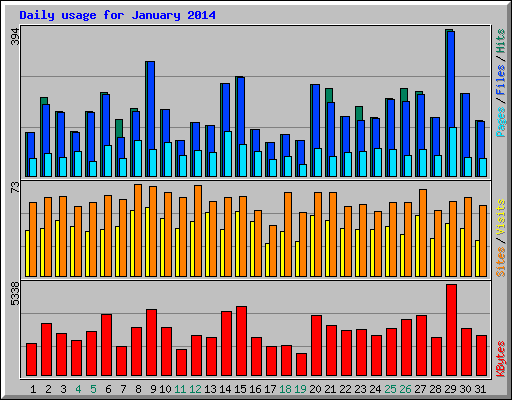 Daily usage for January 2014
394
Pages/Files/Hits
73
Sites/Visits
5338
KBytes
1 2 3 4 5 6 7 8 9 10 11 12 13 14 15 16 17 18 19 20 21 22 23 24 25 26 27 28 29 30 31